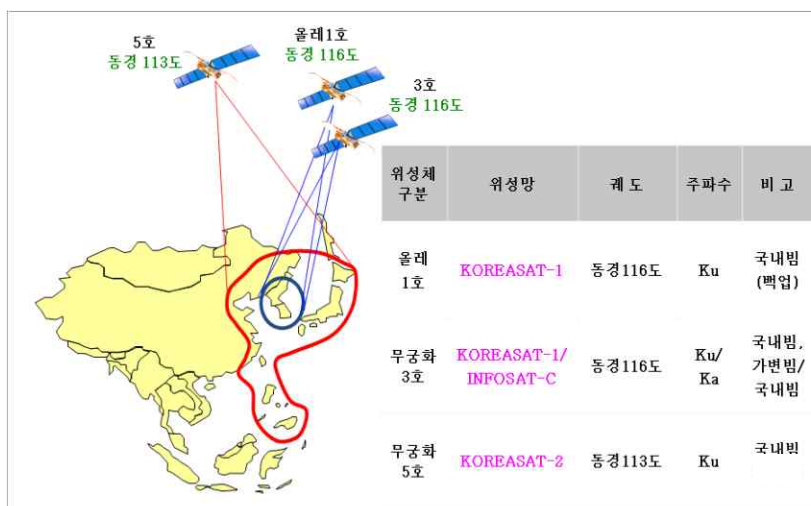 5호
동경 113도
올레1호
동경 116도
3호
동경 116도
위성체
구분
위성망
궤 도
주파수
비 고
올레
1호
KOREASAT-1
동경116도
Ku
국내빔
(백업)
무궁화
3호
KOREASAT-1/
INFOSAT-C
동경116도
Ku/
Ka
국내빔,
가변빔/
국내빔
무궁화
5호
KOREASAT-2
동경113도
Ku
국내빔